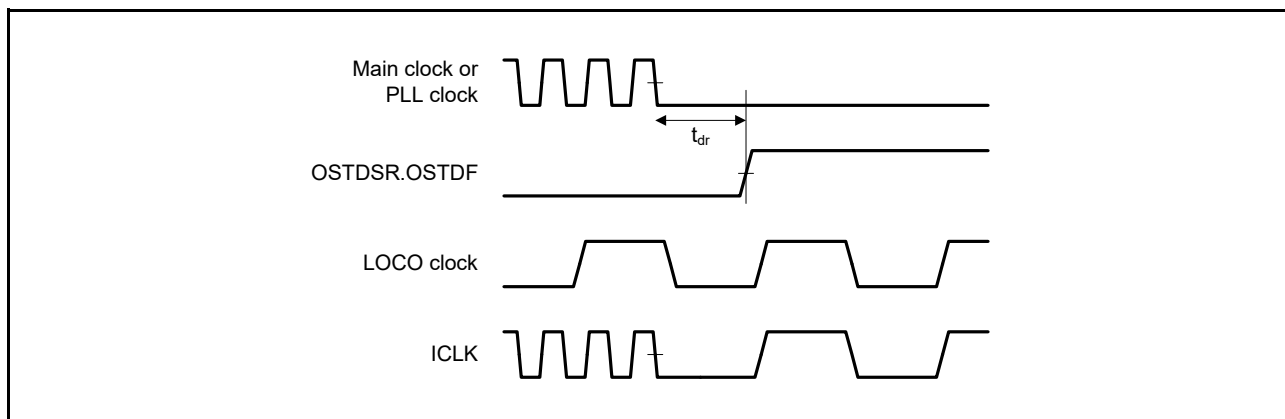 Main clock or
PLL clock
tdr
OSTDSR.OSTDF
LOCO clock
ICLK